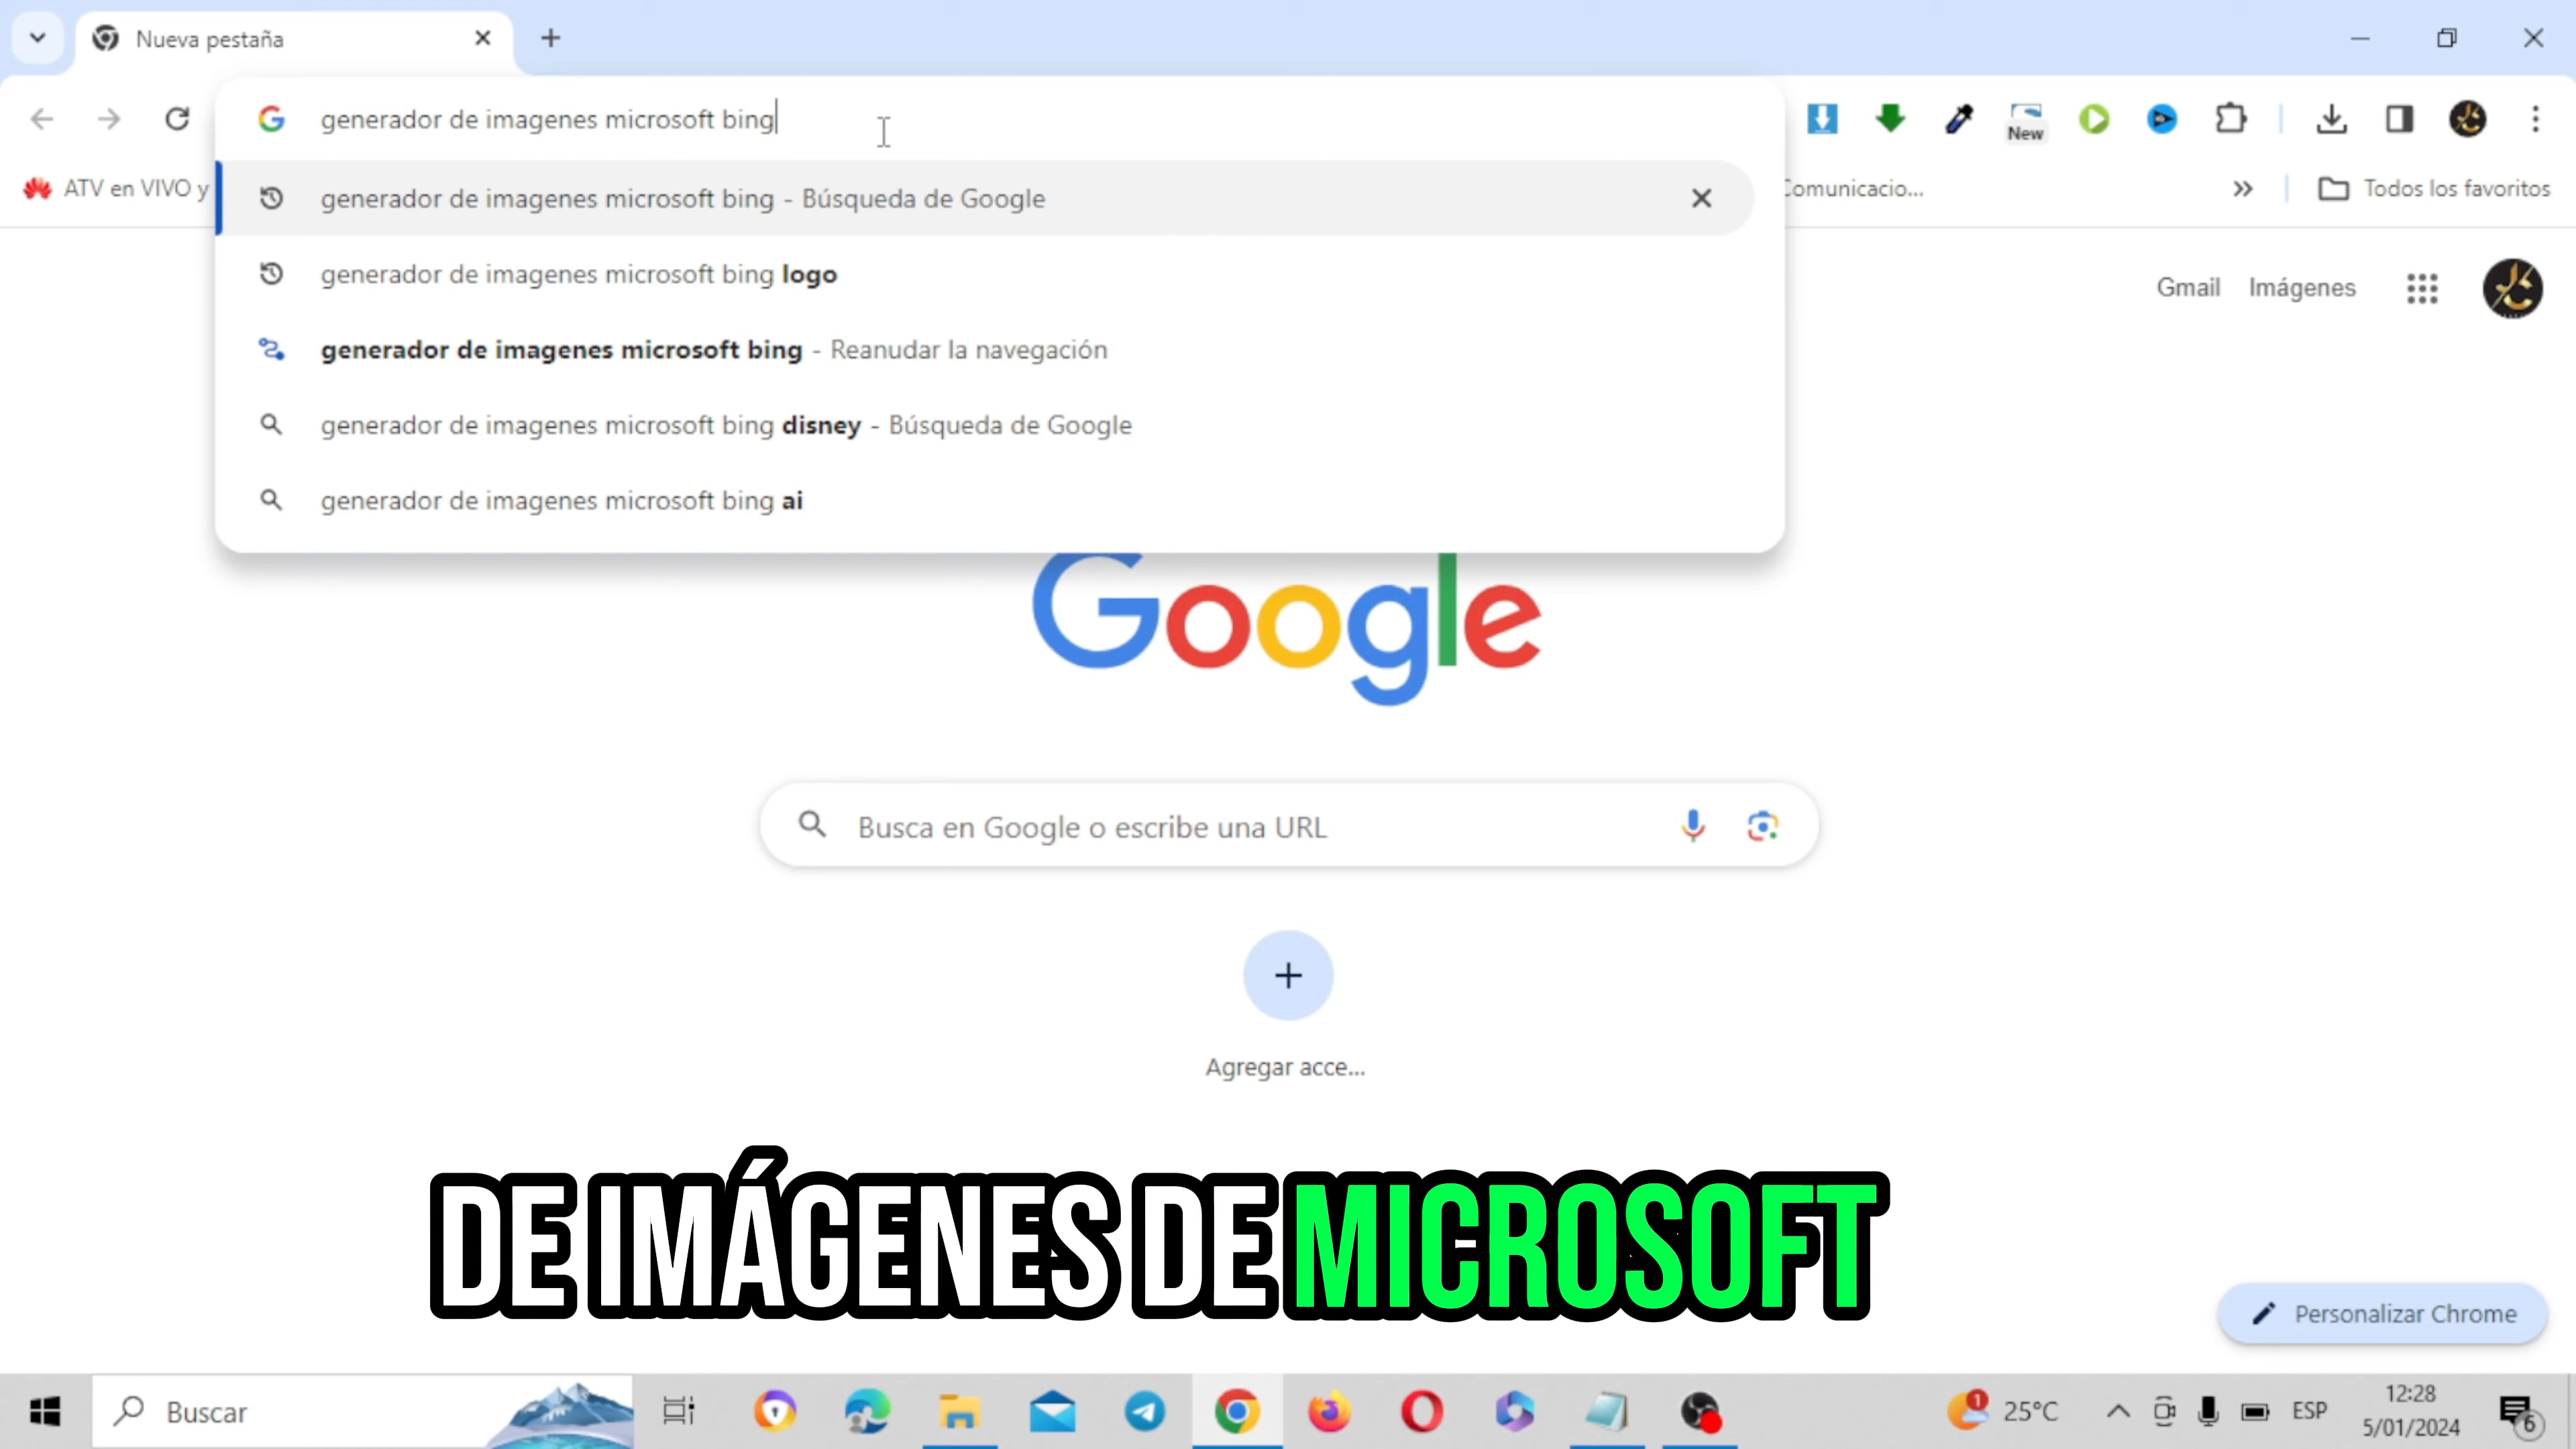 Nueva pestaña
generador de imagenes microsoft bing
New
ATV en VIVO y
generador de imagenes microsoft bing - Búsqueda de Google
Comunicacio...
Todos los favoritos
generador de imagenes microsoft bing logo
Gmail Imágenes
generador de imagenes microsoft bing - Reanudar la navegación
generador de imagenes microsoft bing disney - Búsqueda de Google
generador de imagenes microsoft bing ai
Google
Busca en Google o escribe una URL
Agregar acce...
DE IMÁGENES DE MICROSOFT
Personalizar Chrome
Buscar
1
25°C
ESP
12:28
5/01/2024
6